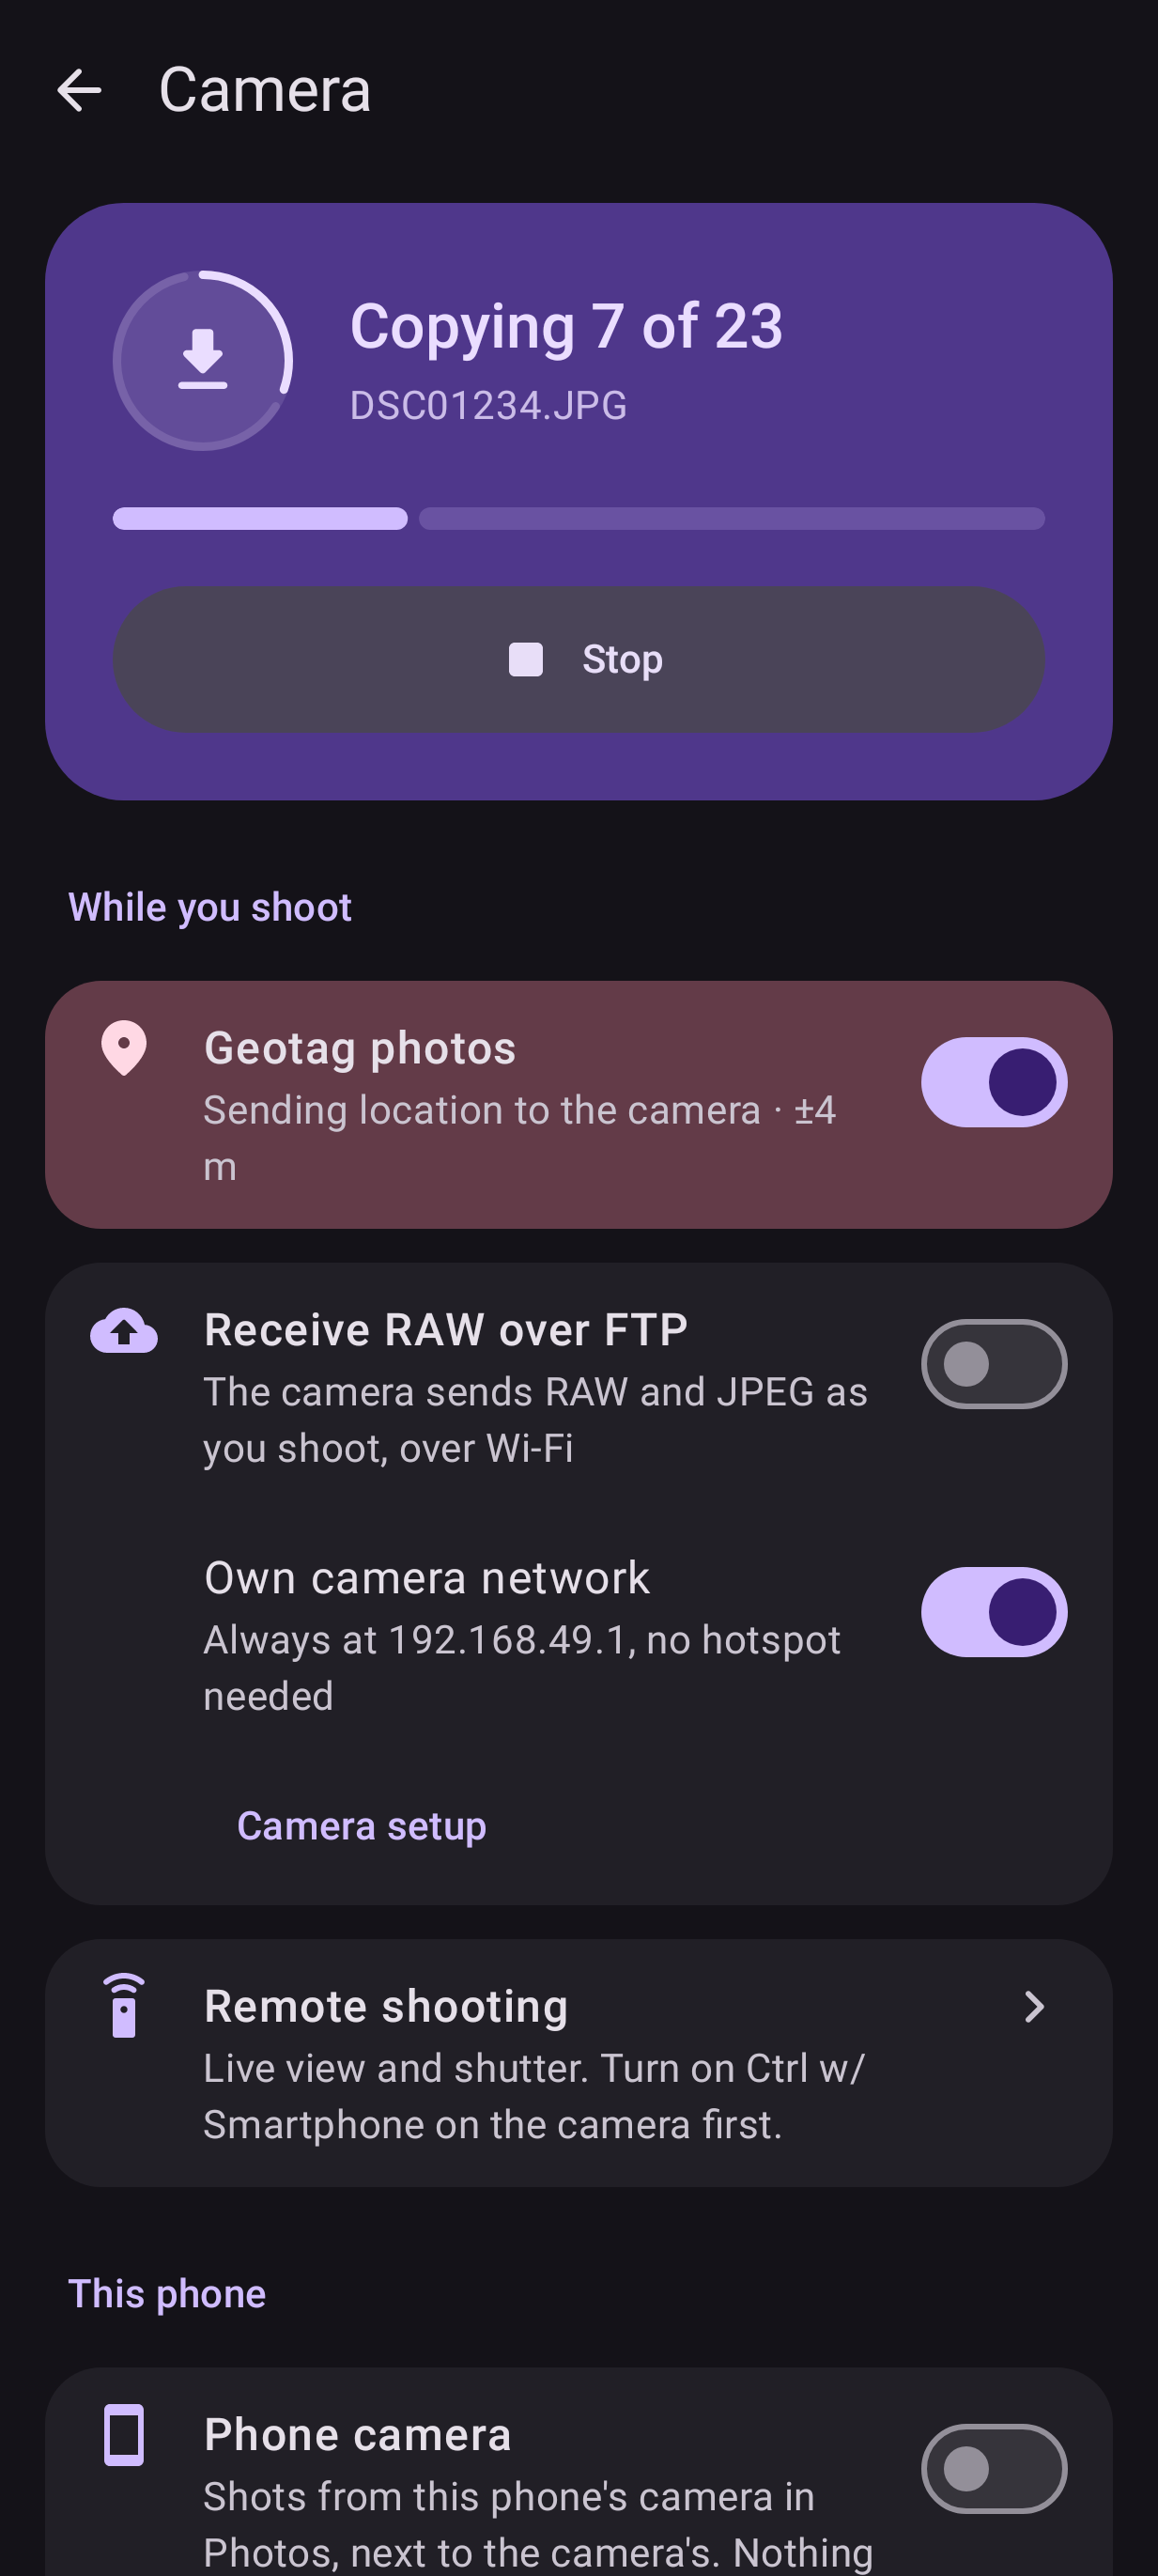 Camera
Copying 7 of 23
DSC01234.JPG
Stop
While you shoot
Geotag photos
Sending location to the camera · ±4
m
Receive RAW over FTP
The camera sends RAW and JPEG as
you shoot, over Wi-Fi
Own camera network
Always at 192.168.49.1, no hotspot
needed
Camera setup
Remote shooting
Live view and shutter. Turn on Ctrl w/
Smartphone on the camera first.
This phone
Phone camera
Shots from this phone's camera in
Photos, next to the camera's. Nothing